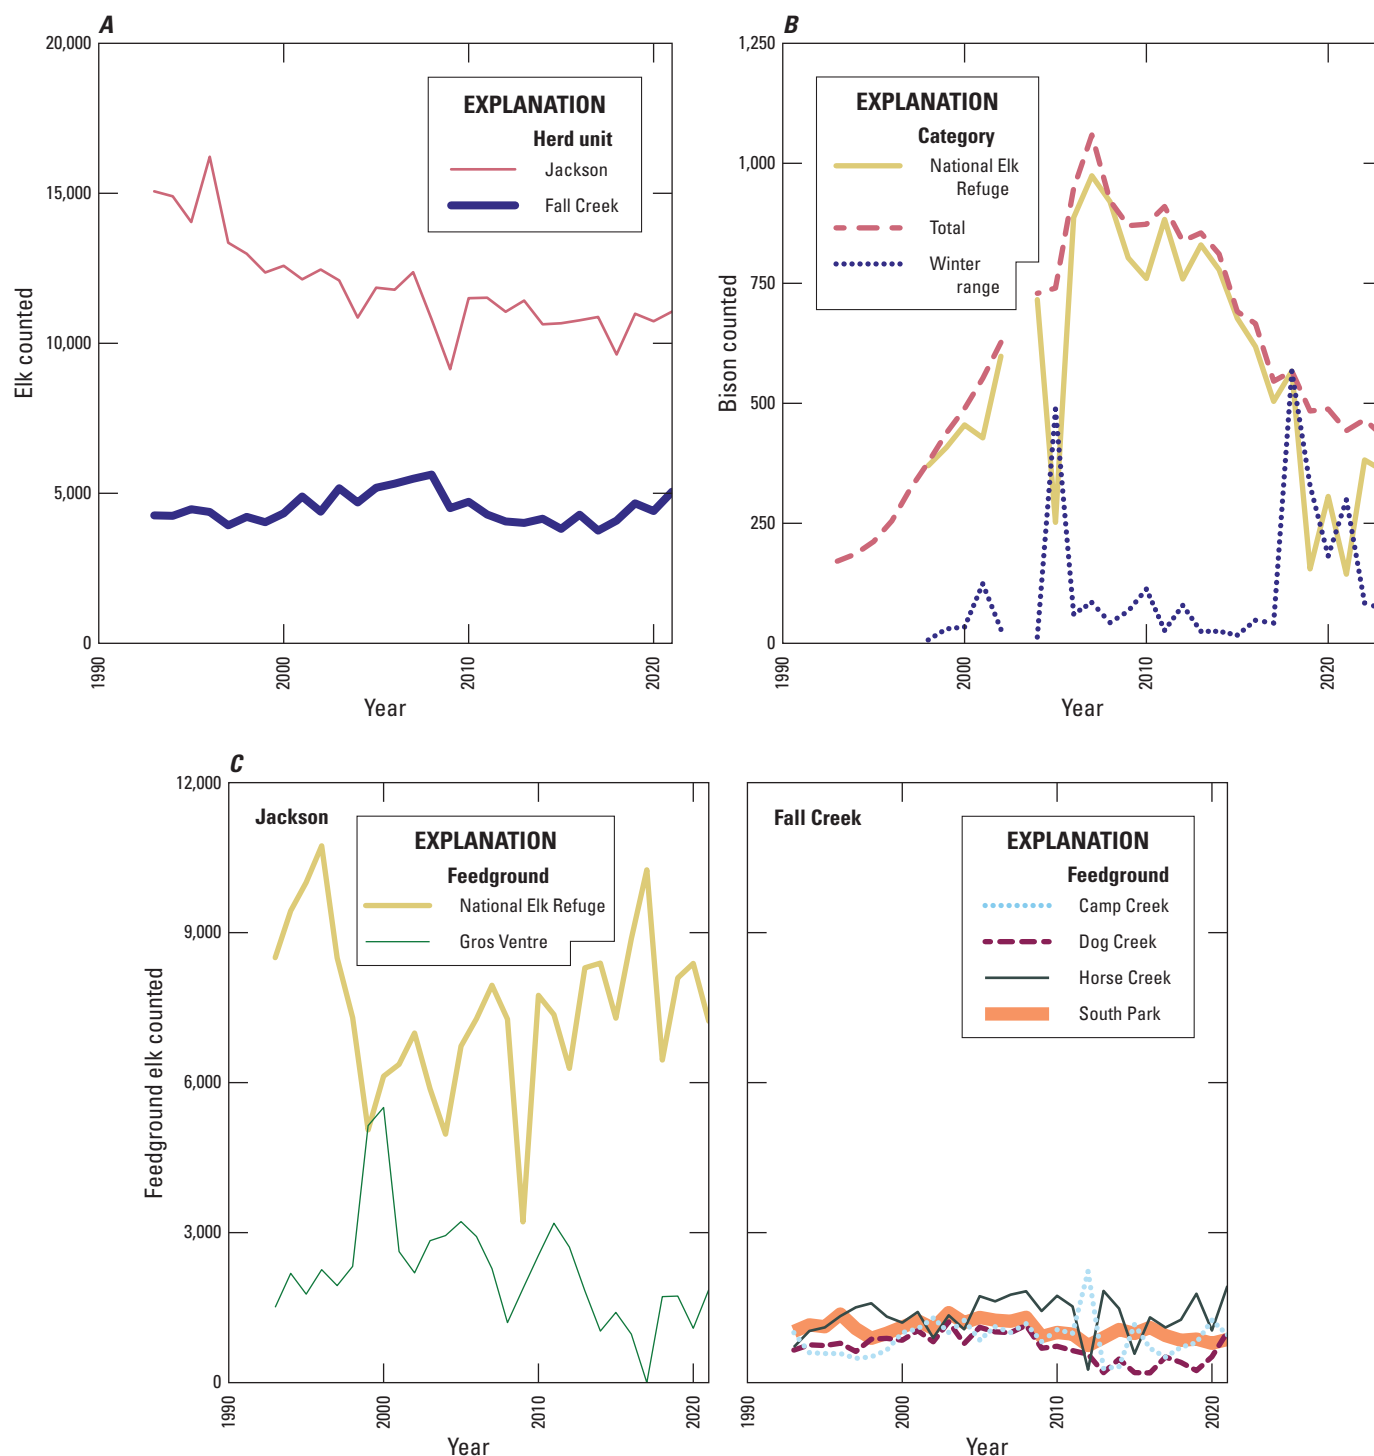 A
20,000
15,000
10,000
5,000
0
Elk counted
1990
2000
2010
2020
Year
EXPLANATION
Herd unit
Jackson
Fall Creek
B
1,250
1,000
750
500
250
0
Bison counted
1990
2000
2010
2020
Year
EXPLANATION
Category
National Elk
Refuge
Total
Winter
range
C
12,000
9,000
6,000
3,000
0
Feedground elk counted
Jackson
EXPLANATION
Feedground
National Elk Refuge
Gros Ventre
1990
2000
2010
2020
Year
Fall Creek
EXPLANATION
Feedground
Camp Creek
Dog Creek
Horse Creek
South Park
1990
2000
2010
2020
Year